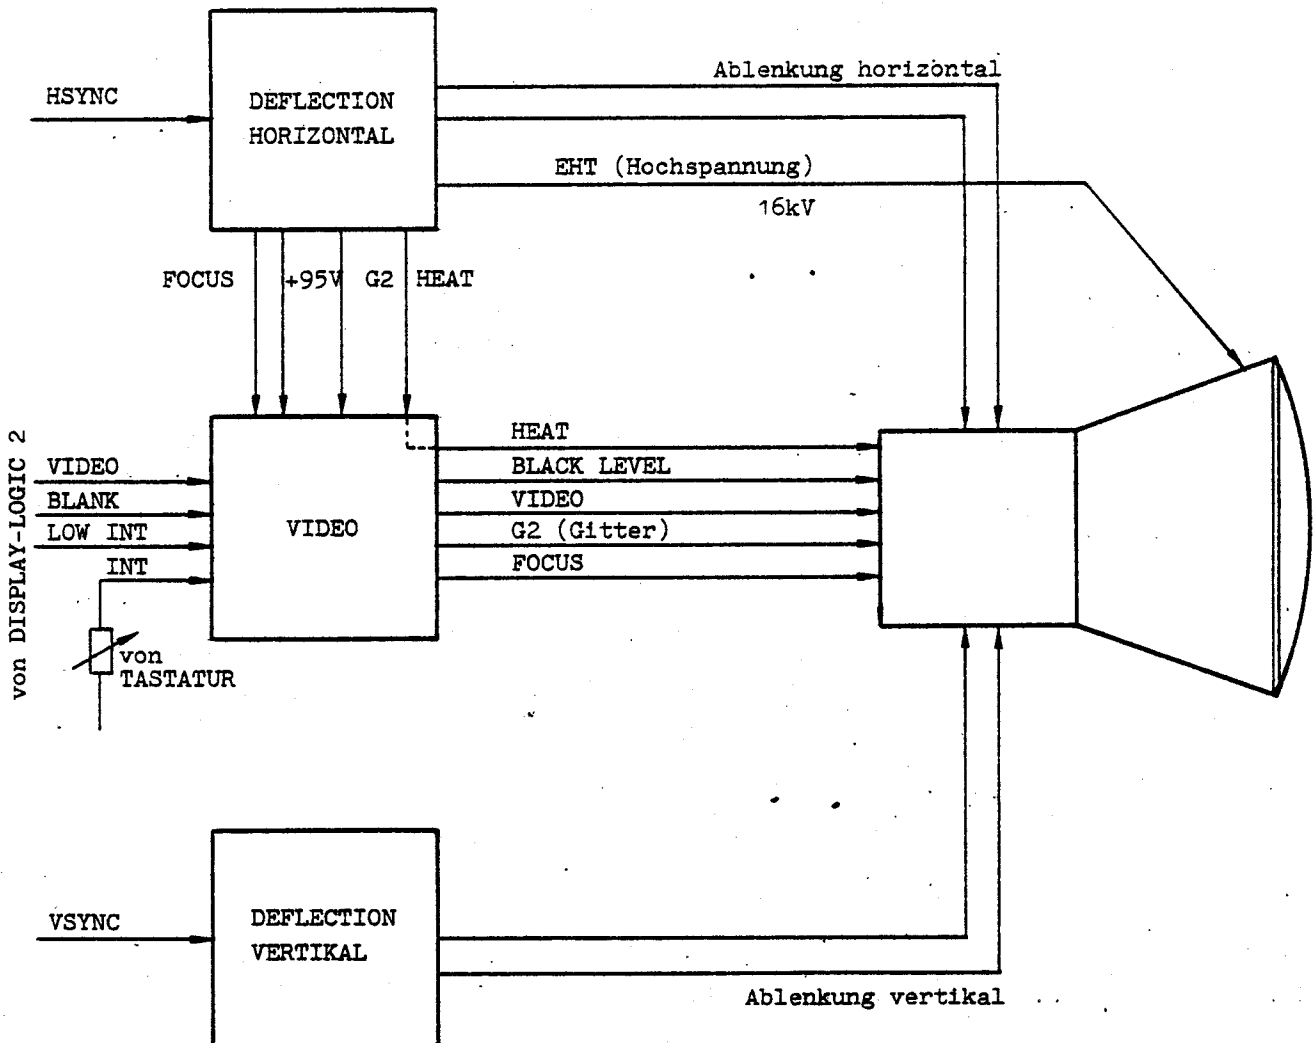 Ablenkung horizontal
HSYNC
DEFLECTION
HORIZONTAL
EHT (Hochspannung)
16kV
FOCUS
+95V
G2
HEAT
von DISPLAY-LOGIC 2
VIDEO
BLANK
LOW INT
INT
von
TASTATUR
VIDEO
HEAT
BLACK LEVEL
VIDEO
G2 (Gitter)
FOCUS
VSYNC
DEFLECTION
VERTIKAL
Ablenkung vertikal